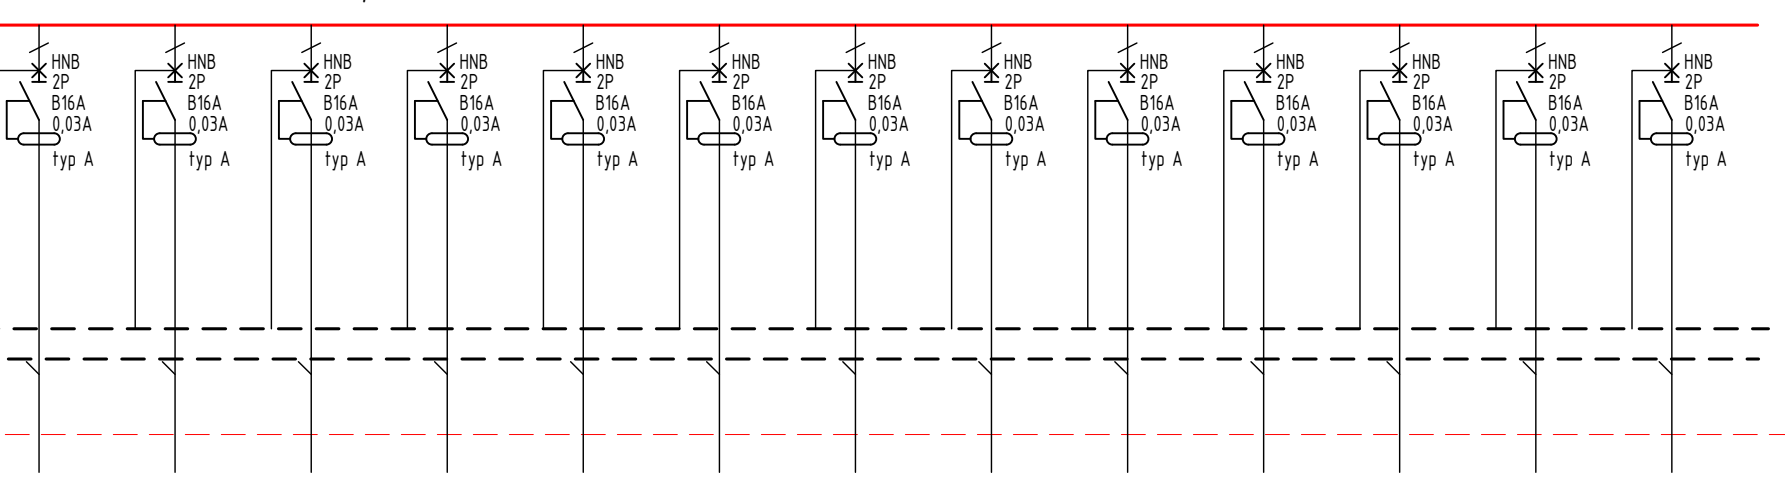 HNB
2P
B16A
0,03A
typ A
HNB
2P
B16A
0,03A
typ A
HNB
2P
B16A
0,03A
typ A
HNB
2P
B16A
0,03A
typ A
HNB
2P
B16A
0,03A
typ A
HNB
2P
B16A
0,03A
typ A
HNB
2P
B16A
0,03A
typ A
HNB
2P
B16A
0,03A
typ A
HNB
2P
B16A
0,03A
typ A
HNB
2P
B16A
0,03A
typ A
HNB
2P
B16A
0,03A
typ A
HNB
2P
B16A
0,03A
typ A
HNB
2P
B16A
0,03A
typ A